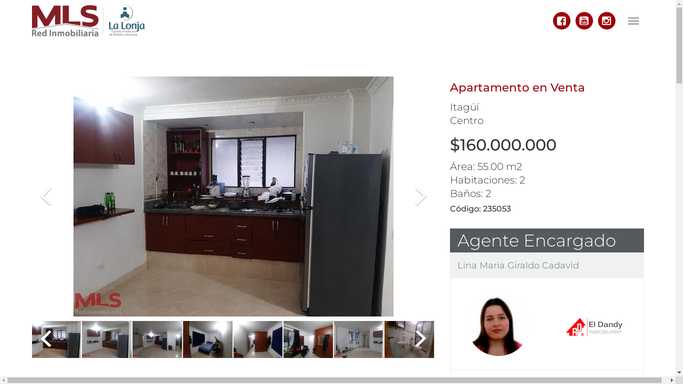 MLS
Red Inmobiliaria
La Lonja
Apartamento en Venta
Itagüí
Centro
$160.000.000
Área: 55.00 m2
Habitaciones: 2
Baños: 2
Código: 235053
MLS
Agente Encargado
Lina Maria Giraldo Cadavid
El Dandy